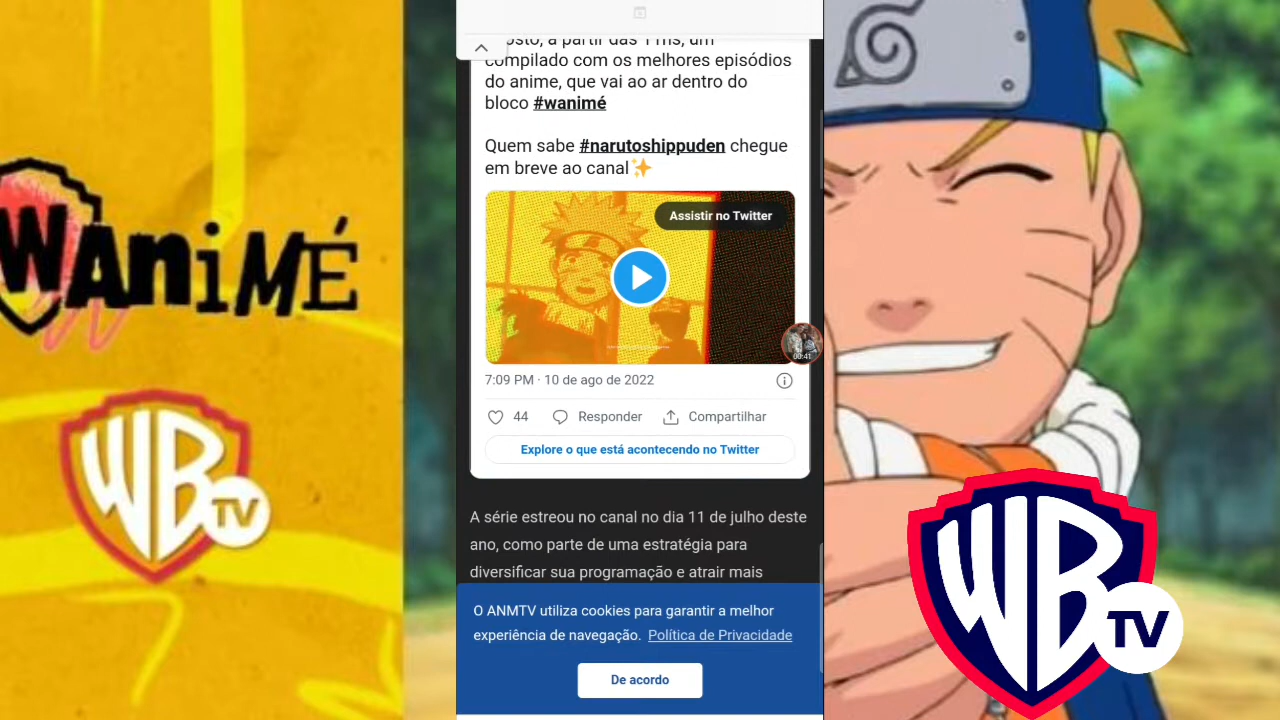 WAniMÉ
WB
TV
compilado com os melhores episódios
do anime, que vai ao ar dentro do
bloco #wanimé
Quem sabe #narutoshippuden chegue
em breve ao canal✨
Assistir no Twitter
00:41
7:09 PM · 10 de ago de 2022
44 Responder Compartilhar
Explore o que está acontecendo no Twitter
A série estreou no canal no dia 11 de julho deste
ano, como parte de uma estratégia para
diversificar sua programação e atrair mais
O ANMTV utiliza cookies para garantir a melhor
experiência de navegação. Política de Privacidade
De acordo
WB
TV